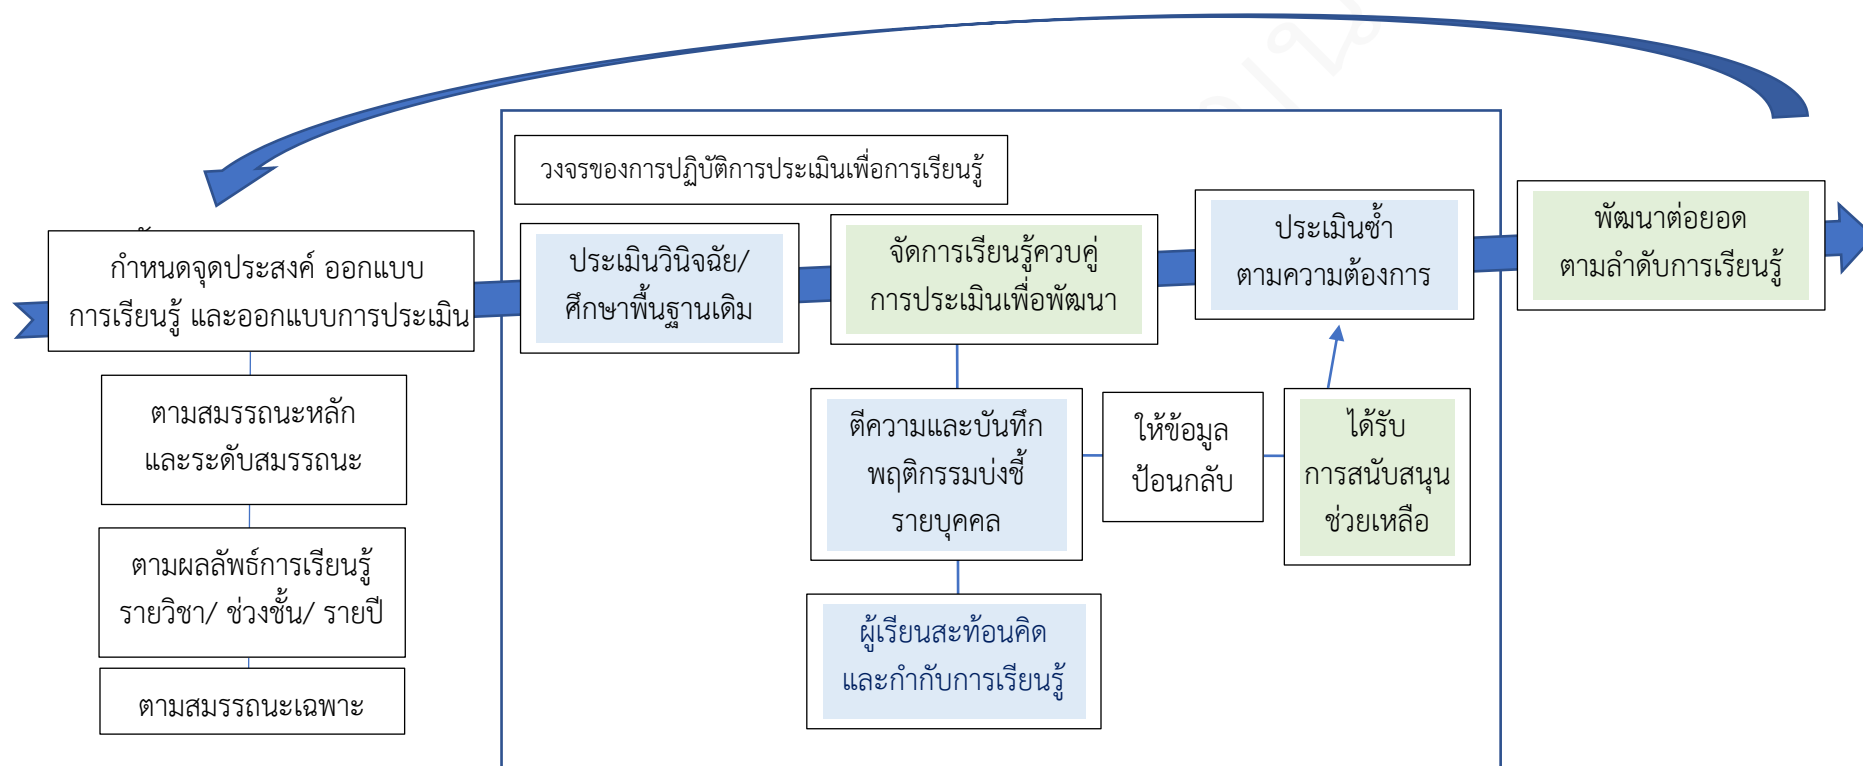 วงจรของการปฏิบัติการประเมินเพื่อการเรียนรู้
กำหนดจุดประสงค์ ออกแบบ
การเรียนรู้ และออกแบบการประเมิน
ตามสมรรถนะหลัก
และระดับสมรรถนะ
ตามผลลัพธ์การเรียนรู้
รายวิชา/ ช่วงชั้น/ รายปี
ตามสมรรถนะเฉพาะ
ประเมินวินิจฉัย/
ศึกษาพื้นฐานเดิม
จัดการเรียนรู้ควบคู่
การประเมินเพื่อพัฒนา
ตีความและบันทึก
พฤติกรรมบ่งชี้
รายบุคคล
ผู้เรียนสะท้อนคิด
และกำกับการเรียนรู้
ให้ข้อมูล
ป้อนกลับ
ได้รับ
การสนับสนุน
ช่วยเหลือ
ประเมินซ้ำ
ตามความต้องการ
พัฒนาต่อยอด
ตามลำดับการเรียนรู้